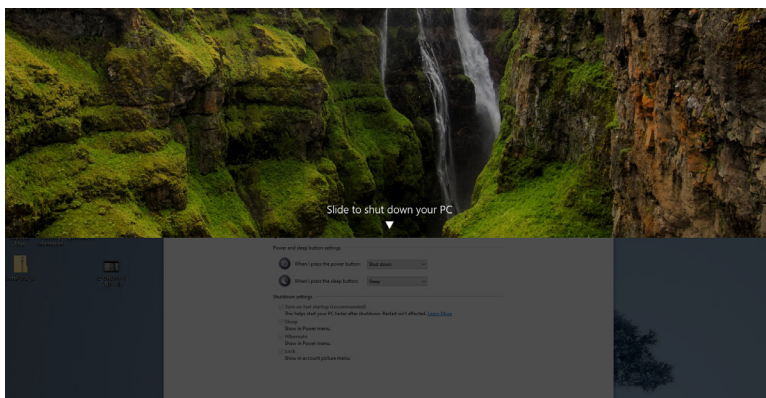 Slide to shut down your PC
Power and sleep button settings
When I press the power button: Shut down
When I press the sleep button: Sleep
Shutdown settings
Turn on fast startup (recommended)
This helps start your PC faster after shutdown. Restart isn't affected. Learn More
Sleep
Show in Power menu.
Hibernate
Show in Power menu.
Lock
Show in account picture menu.